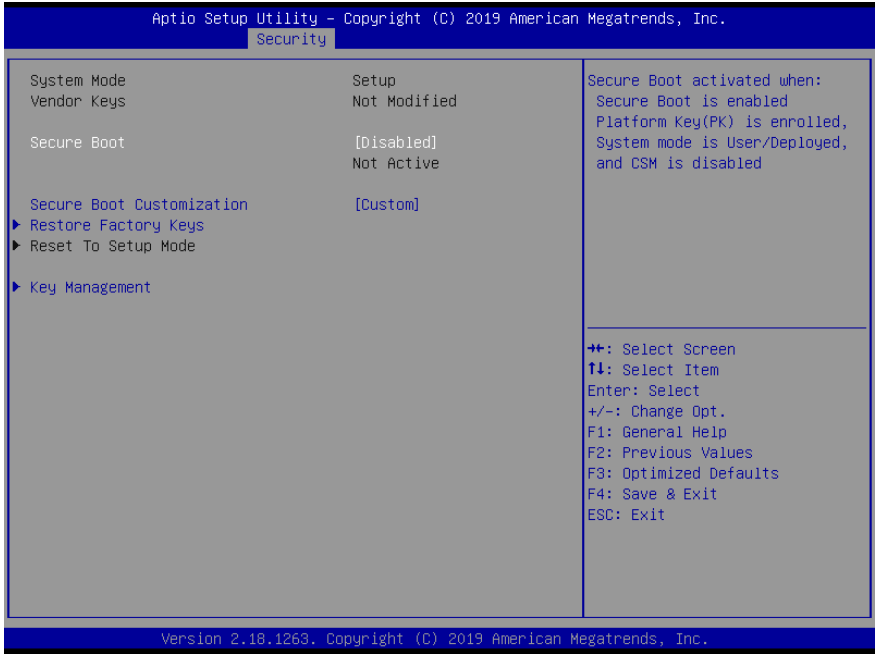 Aptio Setup Utility – Copyright (C) 2019 American Megatrends, Inc.
Security
System Mode Setup
Vendor Keys Not Modified
Secure Boot [Disabled]
Not Active
Secure Boot Customization [Custom]
Restore Factory Keys
Reset To Setup Mode
Key Management
Secure Boot activated when:
Secure Boot is enabled
Platform Key(PK) is enrolled,
System mode is User/Deployed,
and CSM is disabled
→←: Select Screen
↑↓: Select Item
Enter: Select
+/-: Change Opt.
F1: General Help
F2: Previous Values
F3: Optimized Defaults
F4: Save & Exit
ESC: Exit
Version 2.18.1263. Copyright (C) 2019 American Megatrends, Inc.